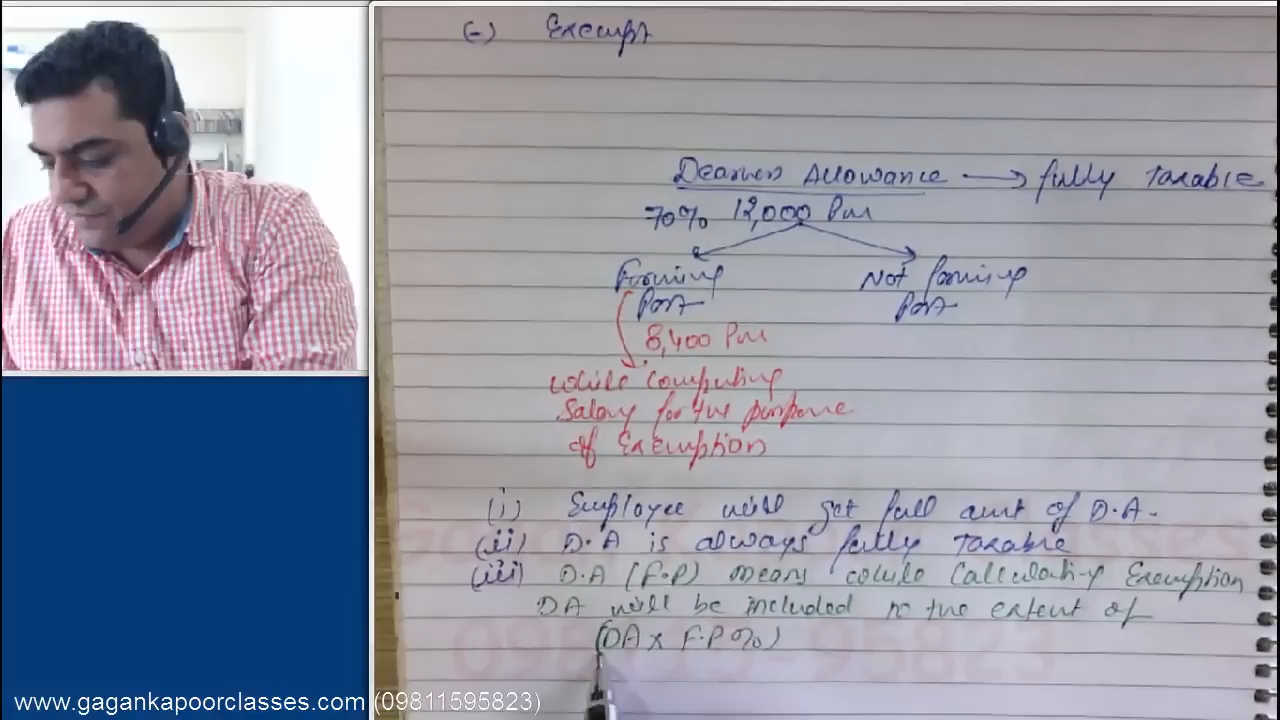 (-) Exempt
Dearness Allowance → fully Taxable
70% 12,000 Pm
Forming Part
Not forming Part
8,400 Pm
while Computing
Salary for the purpose
of Exemption
(i) Employee will get full amt of D.A.
(ii) D.A is always fully Taxable
(iii) D.A (F.P) means while Calculating Exemption
DA will be included to the extent of
(DA x F.P%)
www.gagankapoorclasses.com (09811595823)